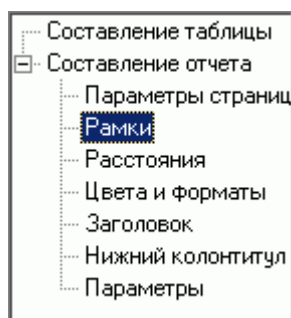 Составление таблицы
Составление отчета
Параметры страниц
Рамки
Расстояния
Цвета и форматы
Заголовок
Нижний колонтитул
Параметры